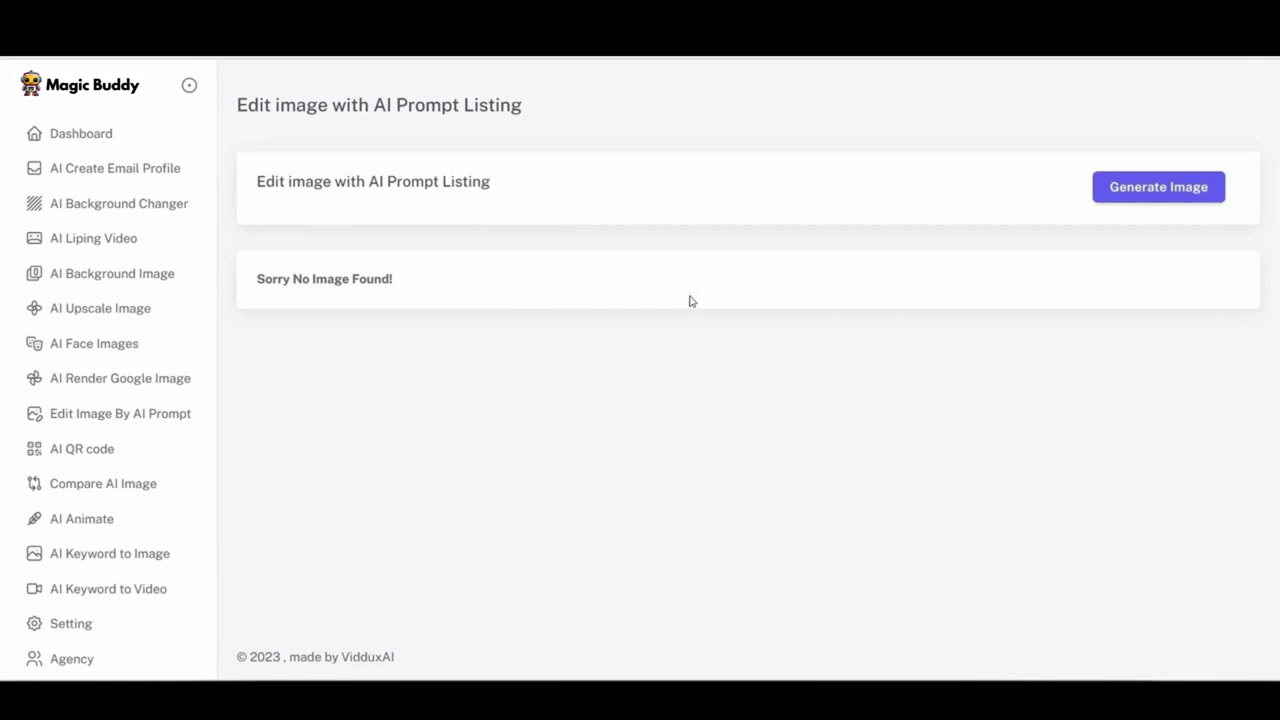 Magic Buddy
Dashboard
AI Create Email Profile
AI Background Changer
AI Liping Video
AI Background Image
AI Upscale Image
AI Face Images
AI Render Google Image
Edit Image By AI Prompt
AI QR code
Compare AI Image
AI Animate
AI Keyword to Image
AI Keyword to Video
Setting
Agency
Edit image with AI Prompt Listing
Edit image with AI Prompt Listing
Generate Image
Sorry No Image Found!
© 2023 , made by VidduxAI